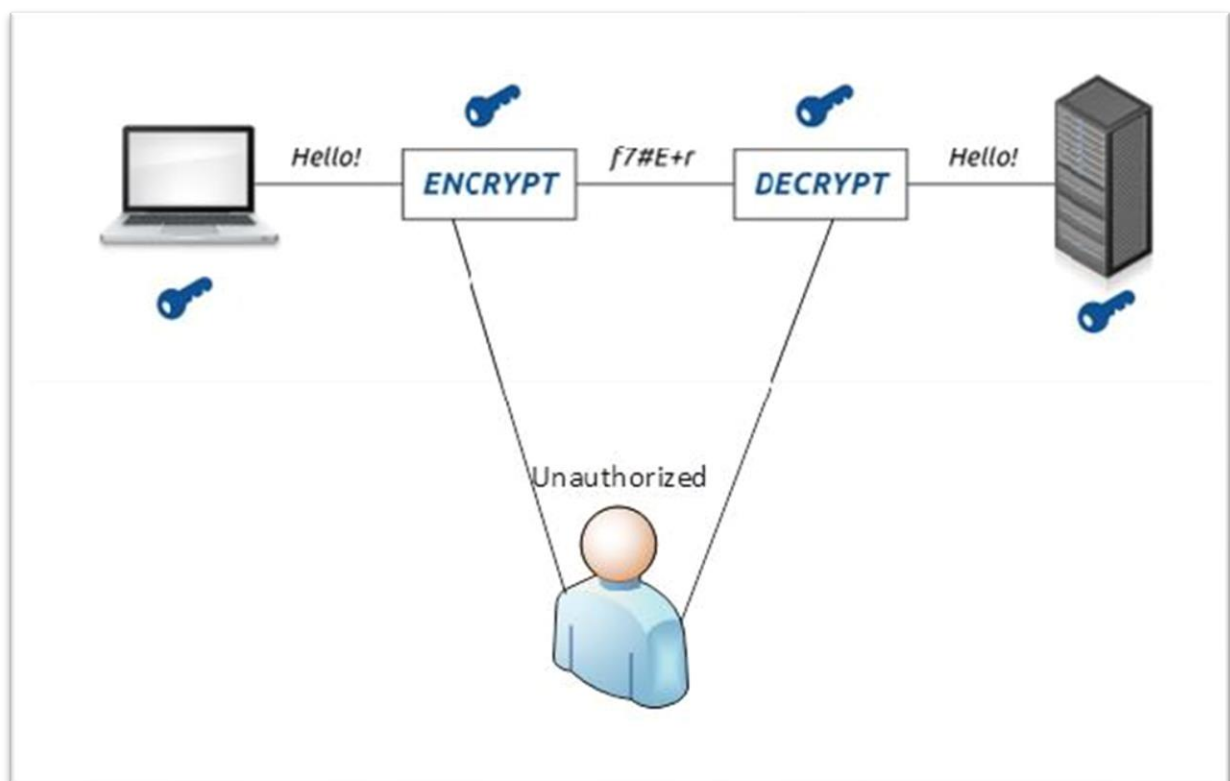 Hello!
ENCRYPT
f7#E+r
DECRYPT
Hello!
Unauthorized